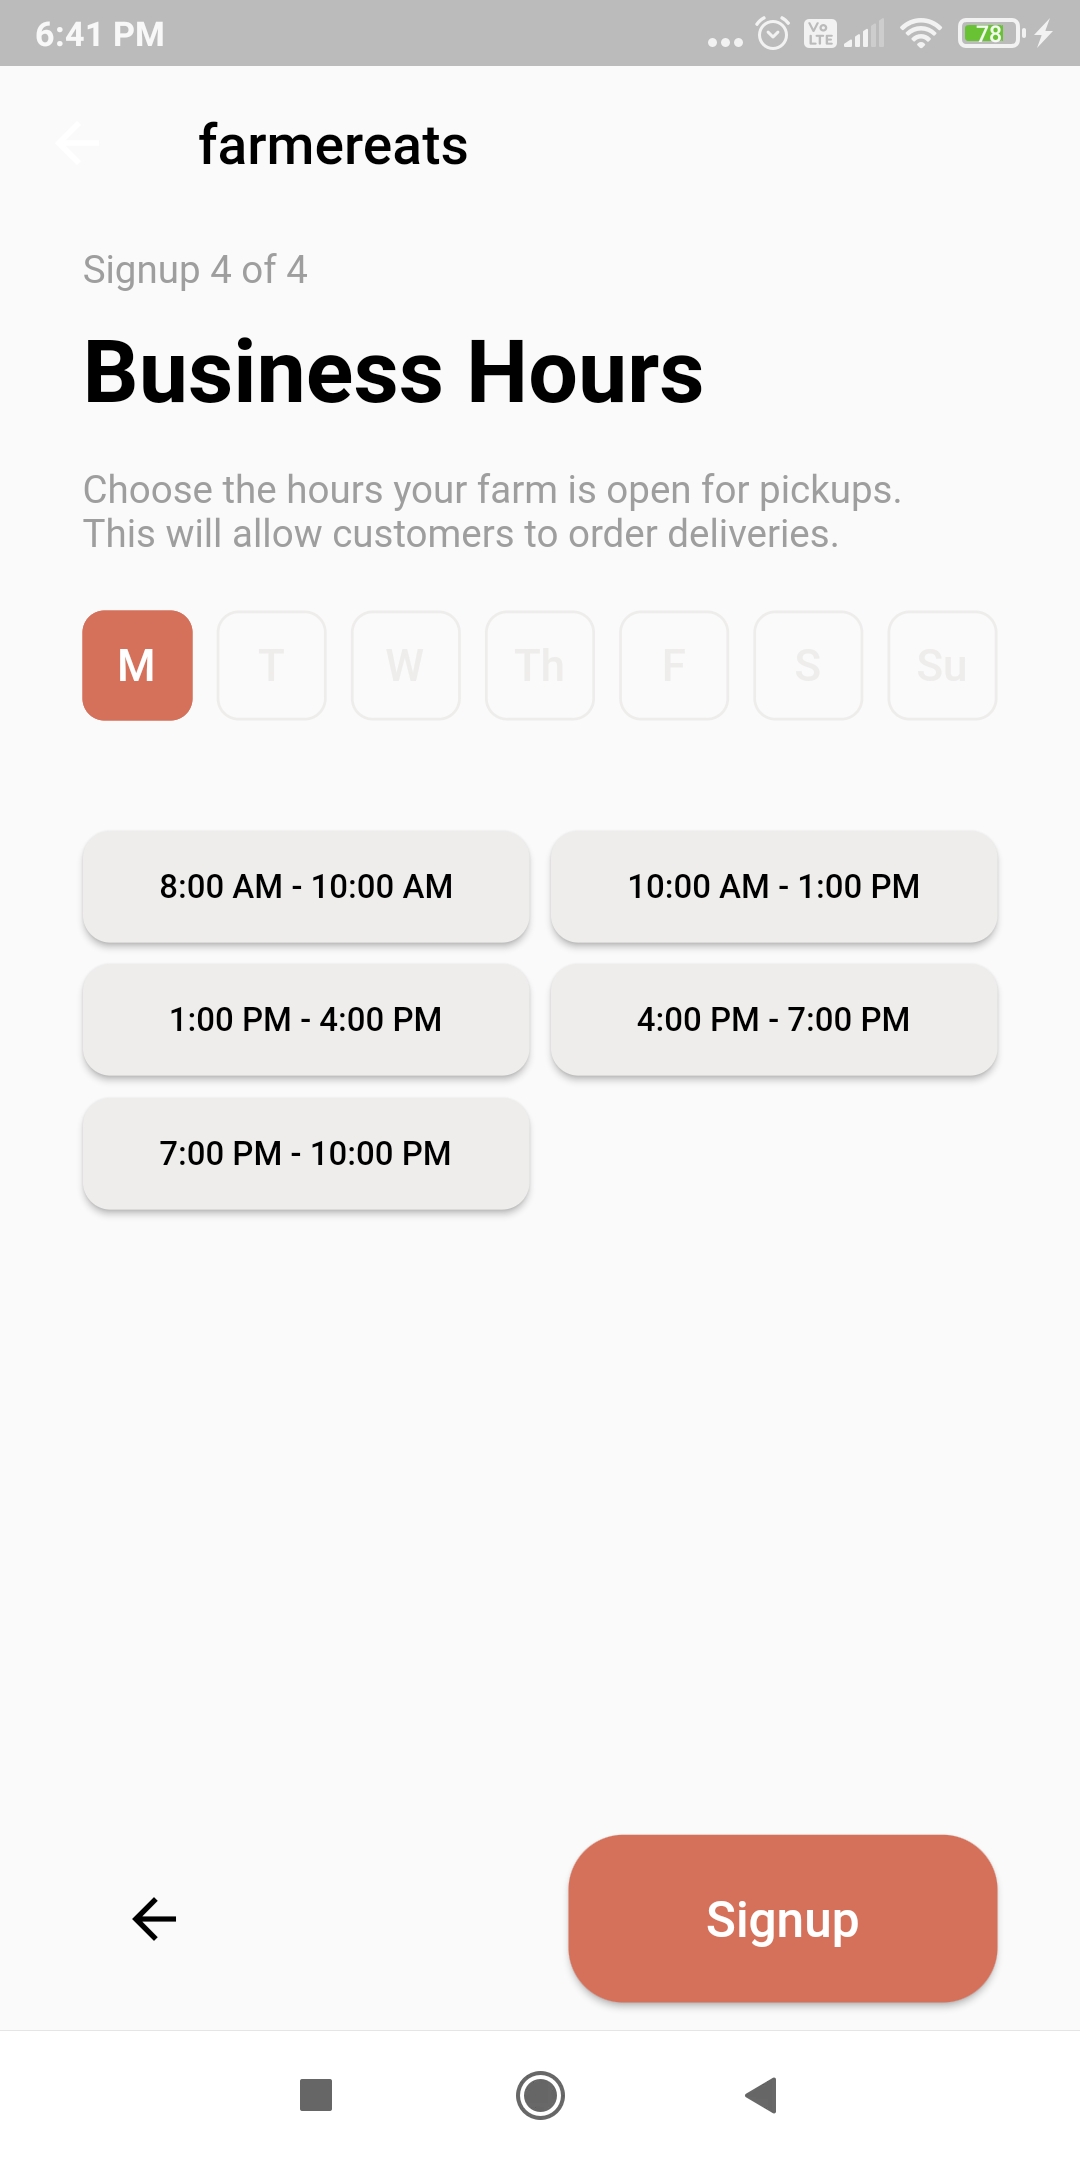 6:41 PM
Vo
LTE
78
farmereats
Signup 4 of 4
Business Hours
Choose the hours your farm is open for pickups.
This will allow customers to order deliveries.
M T W Th F S Su
8:00 AM - 10:00 AM
10:00 AM - 1:00 PM
1:00 PM - 4:00 PM
4:00 PM - 7:00 PM
7:00 PM - 10:00 PM
Signup